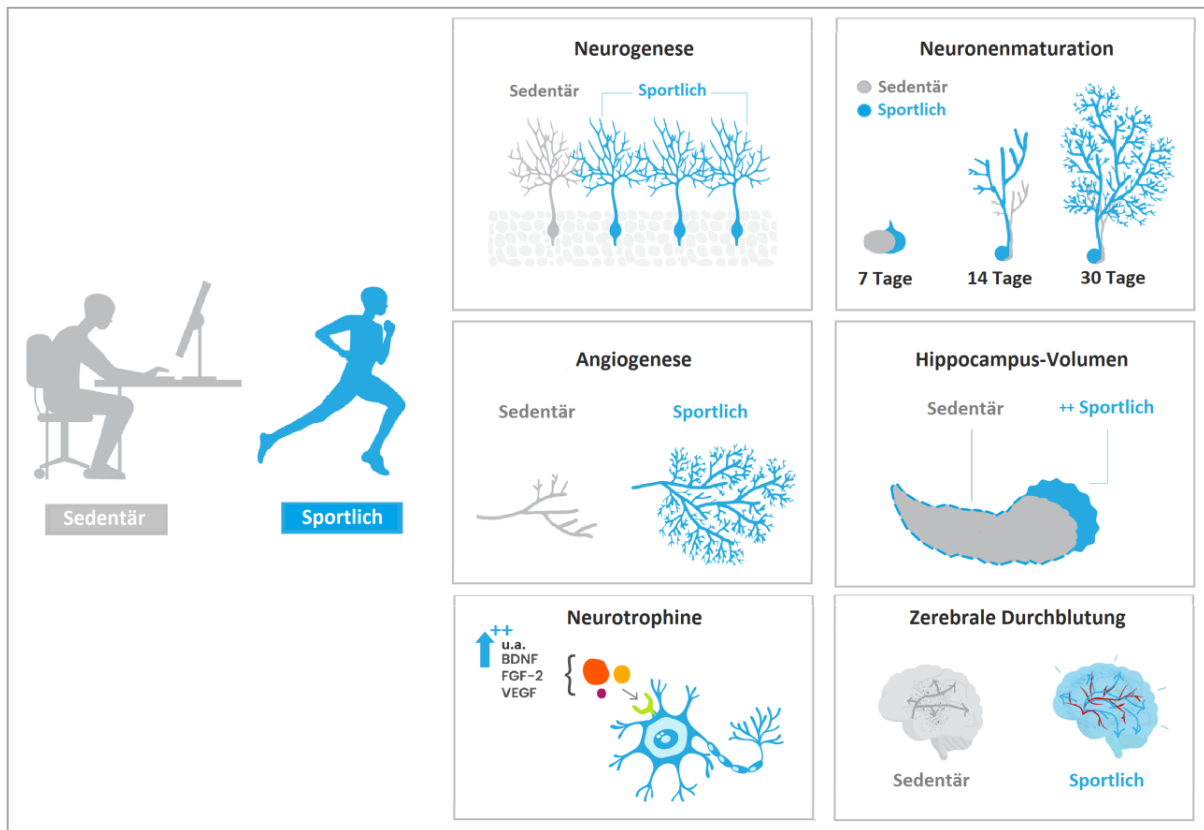 Sedentär
Sportlich
Neurogenese
Sedentär
Sportlich
Neuronenmaturation
Sedentär
Sportlich
7 Tage
14 Tage
30 Tage
Angiogenese
Sedentär
Sportlich
Hippocampus-Volumen
Sedentär
++ Sportlich
Neurotrophine
++
u.a.
BDNF
FGF-2
VEGF
Zerebrale Durchblutung
Sedentär
Sportlich